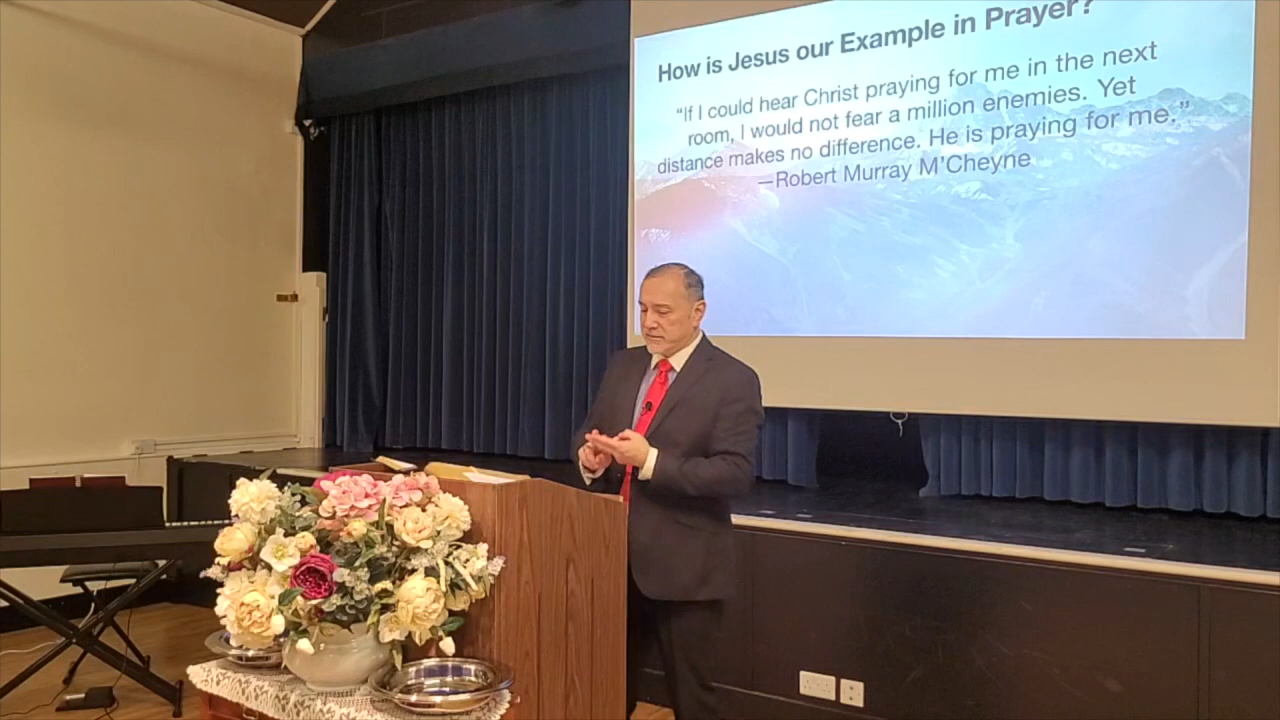 How is Jesus our Example in Prayer?
“If I could hear Christ praying for me in the next
room, I would not fear a million enemies. Yet
distance makes no difference. He is praying for me.”
—Robert Murray M’Cheyne